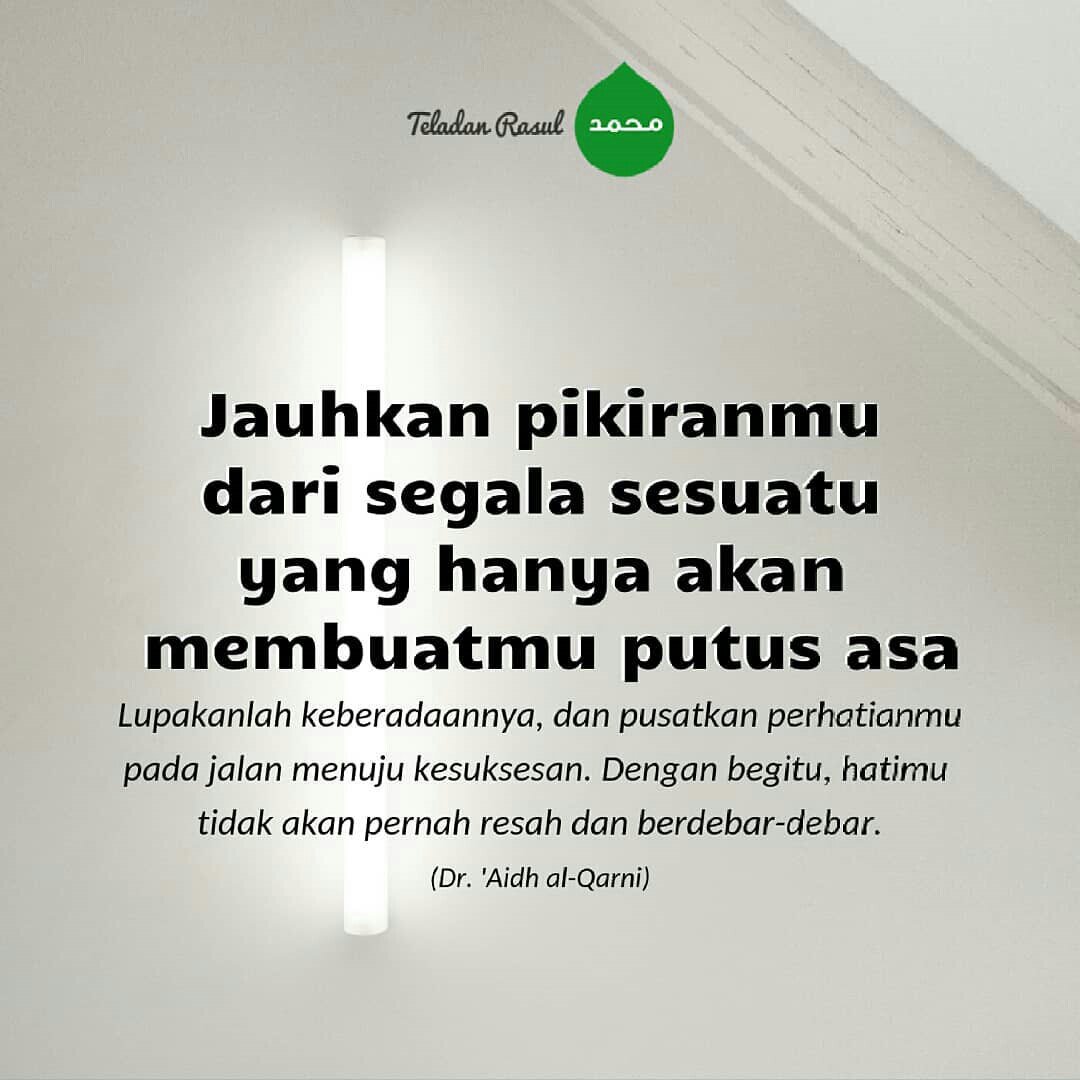 Teladan Rasul محمد
Jauhkan pikiranmu
dari segala sesuatu
yang hanya akan
membuatmu putus asa
Lupakanlah keberadaannya, dan pusatkan perhatianmu
pada jalan menuju kesuksesan. Dengan begitu, hatimu
tidak akan pernah resah dan berdebar-debar.
(Dr. 'Aidh al-Qarni)